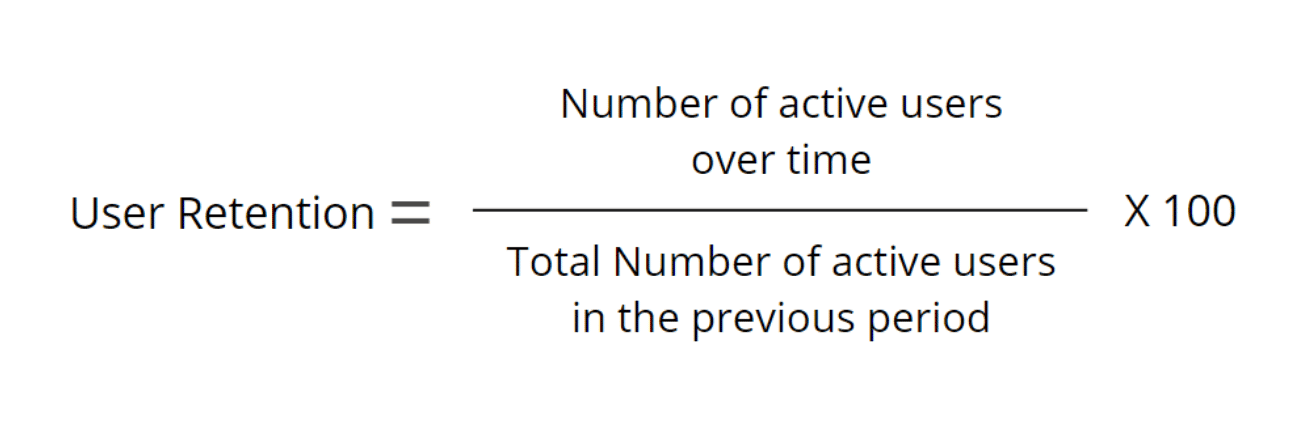 Number of active users
over time
User Retention = X 100
Total Number of active users
in the previous period